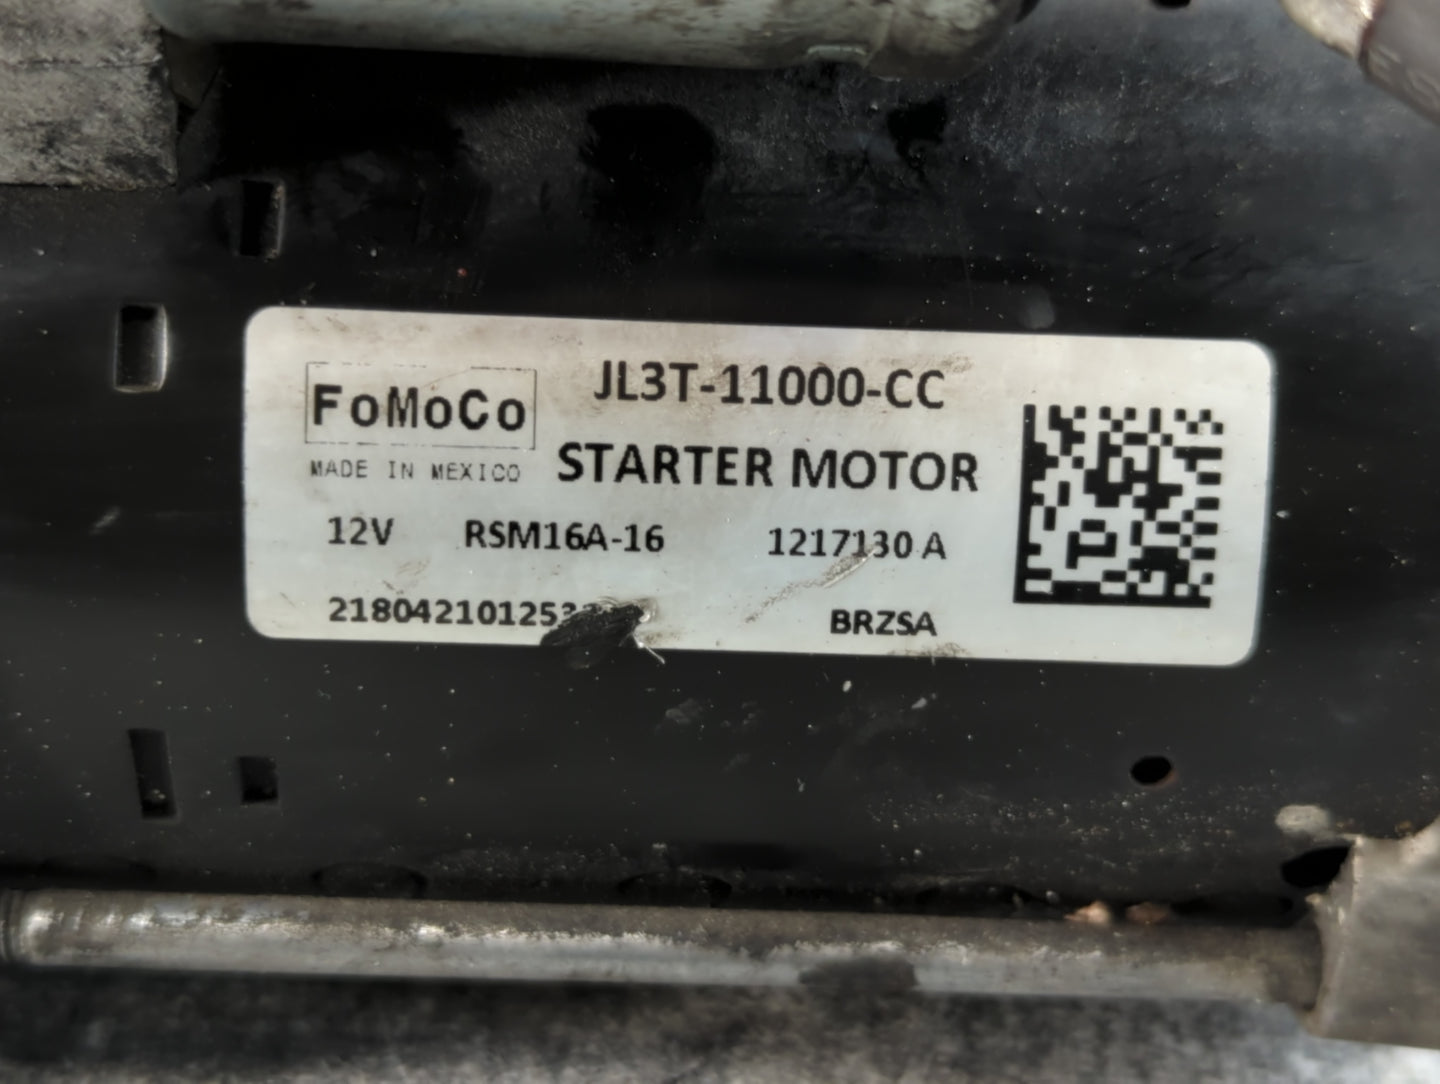 FoMoCo JL3T-11000-CC
MADE IN MEXICO STARTER MOTOR
12V RSM16A-16 1217130 A
BRZSA